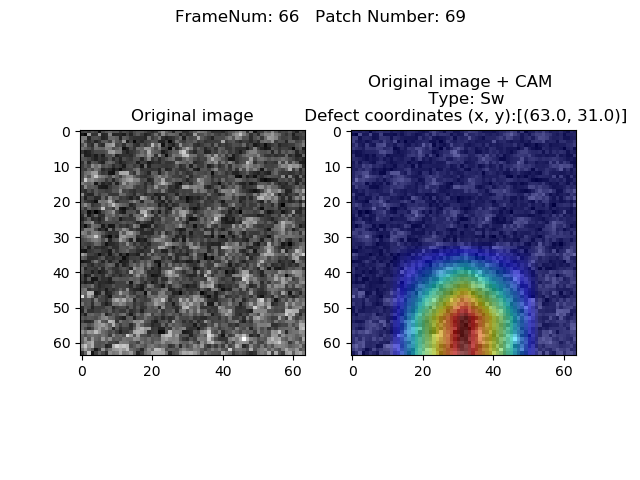 FrameNum: 66   Patch Number: 69
Original image
0
10
20
30
40
50
60
0 20 40 60
Original image + CAM
Type: Sw
Defect coordinates (x, y):[(63.0, 31.0)]
0
10
20
30
40
50
60
0 20 40 60